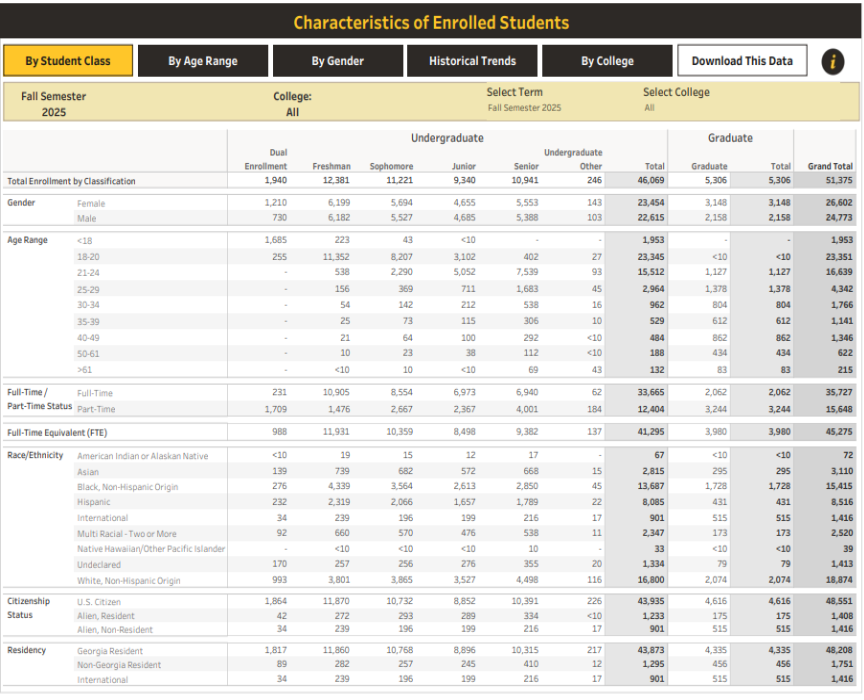 Characteristics of Enrolled Students
By Student Class By Age Range By Gender Historical Trends By College Download This Data i
Fall Semester College: Select Term Select College
2025 All Fall Semester 2025 All
Undergraduate Graduate
Dual Undergraduate
Enrollment Freshman Sophomore Junior Senior Other Total Graduate Total Grand Total
Total Enrollment by Classification 1,940 12,381 11,221 9,340 10,941 246 46,069 5,306 5,306 51,375
Gender Female 1,210 6,199 5,694 4,655 5,553 143 23,454 3,148 3,148 26,602
Male 730 6,182 5,527 4,685 5,388 103 22,615 2,158 2,158 24,773
Age Range <18 1,685 223 43 <10 - - 1,953 - - 1,953
18-20 255 11,352 8,207 3,102 402 27 23,345 <10 <10 23,351
21-24 - 538 2,290 5,052 7,539 93 15,512 1,127 1,127 16,639
25-29 - 156 369 711 1,683 45 2,964 1,378 1,378 4,342
30-34 - 54 142 212 538 16 962 804 804 1,766
35-39 - 25 73 115 306 10 529 612 612 1,141
40-49 - 21 64 100 292 <10 484 862 862 1,346
50-61 - 10 23 38 112 <10 188 434 434 622
>61 - <10 10 <10 69 43 132 83 83 215
Full-Time / Full-Time 231 10,905 8,554 6,973 6,940 62 33,665 2,062 2,062 35,727
Part-Time Status Part-Time 1,709 1,476 2,667 2,367 4,001 184 12,404 3,244 3,244 15,648
Full-Time Equivalent (FTE) 988 11,931 10,359 8,498 9,382 137 41,295 3,980 3,980 45,275
Race/Ethnicity American Indian or Alaskan Native <10 19 15 12 17 - 67 <10 <10 72
Asian 139 739 682 572 668 15 2,815 295 295 3,110
Black, Non-Hispanic Origin 276 4,339 3,564 2,613 2,850 45 13,687 1,728 1,728 15,415
Hispanic 232 2,319 2,066 1,657 1,789 22 8,085 431 431 8,516
International 34 239 196 199 216 17 901 515 515 1,416
Multi Racial - Two or More 92 660 570 476 538 11 2,347 173 173 2,520
Native Hawaiian/Other Pacific Islander - <10 <10 <10 10 - 33 <10 <10 39
Undeclared 170 257 256 276 355 20 1,334 79 79 1,413
White, Non-Hispanic Origin 993 3,801 3,865 3,527 4,498 116 16,800 2,074 2,074 18,874
Citizenship U.S. Citizen 1,864 11,870 10,732 8,852 10,391 226 43,935 4,616 4,616 48,551
Status Alien, Resident 42 272 293 289 334 <10 1,233 175 175 1,408
Alien, Non-Resident 34 239 196 199 216 17 901 515 515 1,416
Residency Georgia Resident 1,817 11,860 10,768 8,896 10,315 217 43,873 4,335 4,335 48,208
Non-Georgia Resident 89 282 257 245 410 12 1,295 456 456 1,751
International 34 239 196 199 216 17 901 515 515 1,416